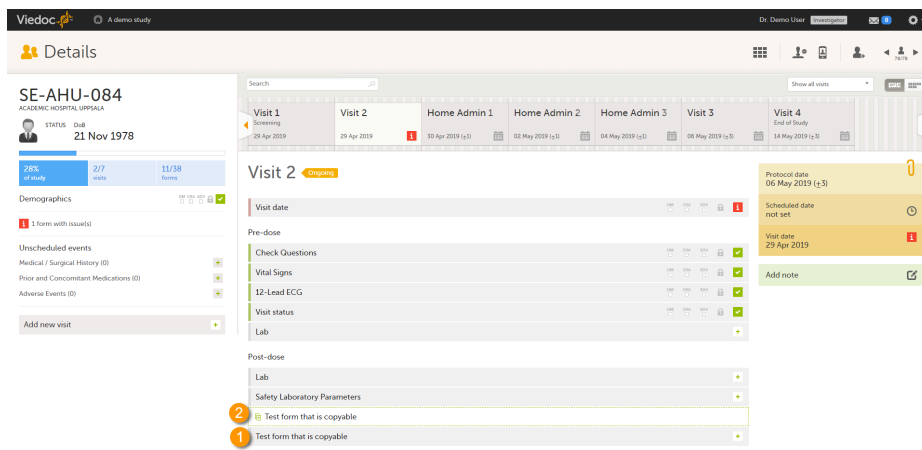 Viedoc
A demo study
Dr. Demo User Investigator
8
Details
79/79
SE-AHU-084
ACADEMIC HOSPITAL UPPSALA
STATUS DoB
21 Nov 1978
28% 2/7 11/38
of study visits forms
Demographics
1 form with issue(s)
Unscheduled events
Medical / Surgical History (0)
Prior and Concomitant Medications (0)
Adverse Events (0)
Add new visit
Search
Show all visits
Visit 1 Visit 2 Home Admin 1 Home Admin 2 Home Admin 3 Visit 3 Visit 4
Screening End of Study
29 Apr 2019 29 Apr 2019 30 Apr 2019 (±1) 02 May 2019 (±1) 04 May 2019 (±1) 06 May 2019 (±3) 14 May 2019 (±3)
Visit 2 Ongoing
Visit date
Pre-dose
Check Questions
Vital Signs
12-Lead ECG
Visit status
Lab
Post-dose
Lab
Safety Laboratory Parameters
2 Test form that is copyable
1 Test form that is copyable
Protocol date
06 May 2019 (±3)
Scheduled date
not set
Visit date
29 Apr 2019
Add note